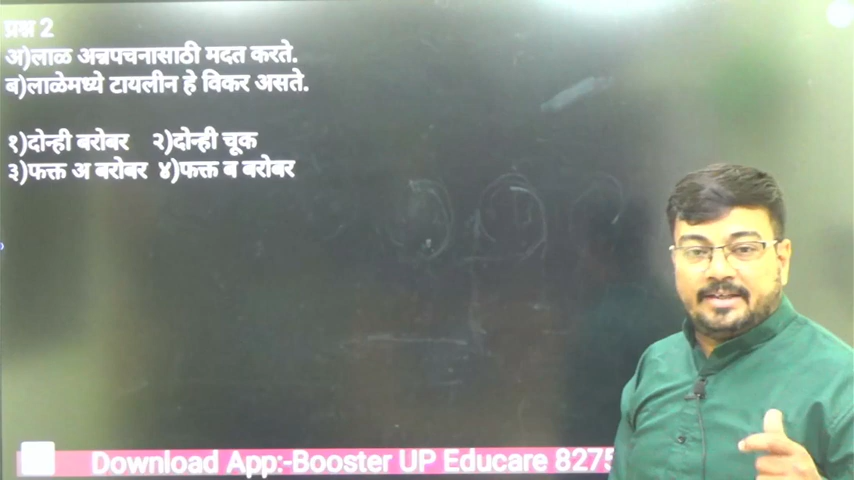 प्रश्न 2
अ)लाळ अन्नपचनासाठी मदत करते.
ब)लाळेमध्ये टायलीन हे विकर असते.
१)दोन्ही बरोबर २)दोन्ही चूक
३)फक्त अ बरोबर ४)फक्त ब बरोबर
Download App:-Booster UP Educare 8275